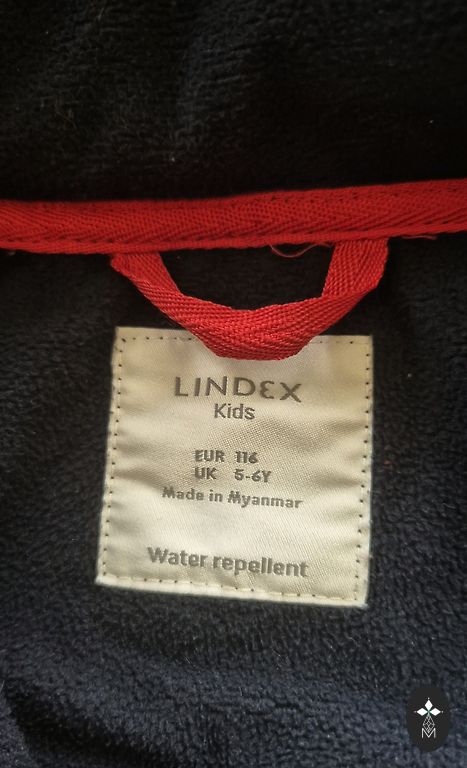 LINDEX
Kids
EUR 116
UK 5-6Y
Made in Myanmar
Water repellent
M